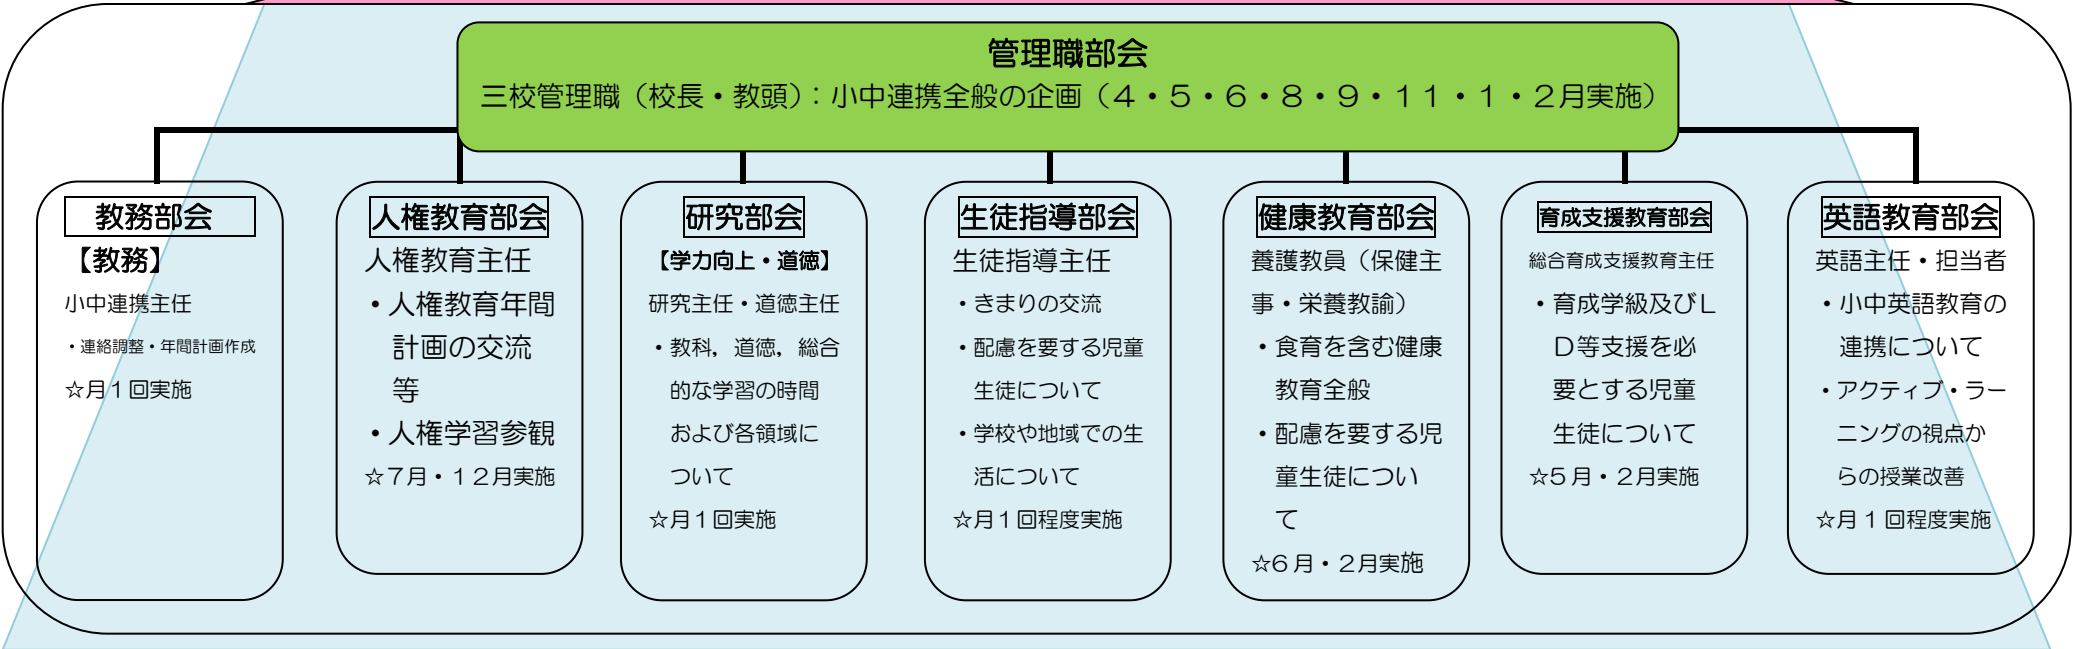 管理職部会
三校管理職（校長・教頭）：小中連携全般の企画（４・５・６・８・９・１１・１・２月実施）
教務部会
【教務】
小中連携主任
・連絡調整・年間計画作成
☆月１回実施
人権教育部会
人権教育主任
・人権教育年間
計画の交流
等
・人権学習参観
☆７月・１２月実施
研究部会
【学力向上・道徳】
研究主任・道徳主任
・教科，道徳，総合
的な学習の時間
および各領域に
ついて
☆月１回実施
生徒指導部会
生徒指導主任
・きまりの交流
・配慮を要する児童
生徒について
・学校や地域での生
活について
☆月１回程度実施
健康教育部会
養護教員（保健主
事・栄養教諭）
・食育を含む健康
教育全般
・配慮を要する児
童生徒につい
て
☆６月・２月実施
育成支援教育部会
総合育成支援教育主任
・育成学級及びＬ
Ｄ等支援を必
要とする児童
生徒について
☆５月・２月実施
英語教育部会
英語主任・担当者
・小中英語教育の
連携について
・アクティブ・ラー
ニングの視点か
らの授業改善
☆月１回程度実施